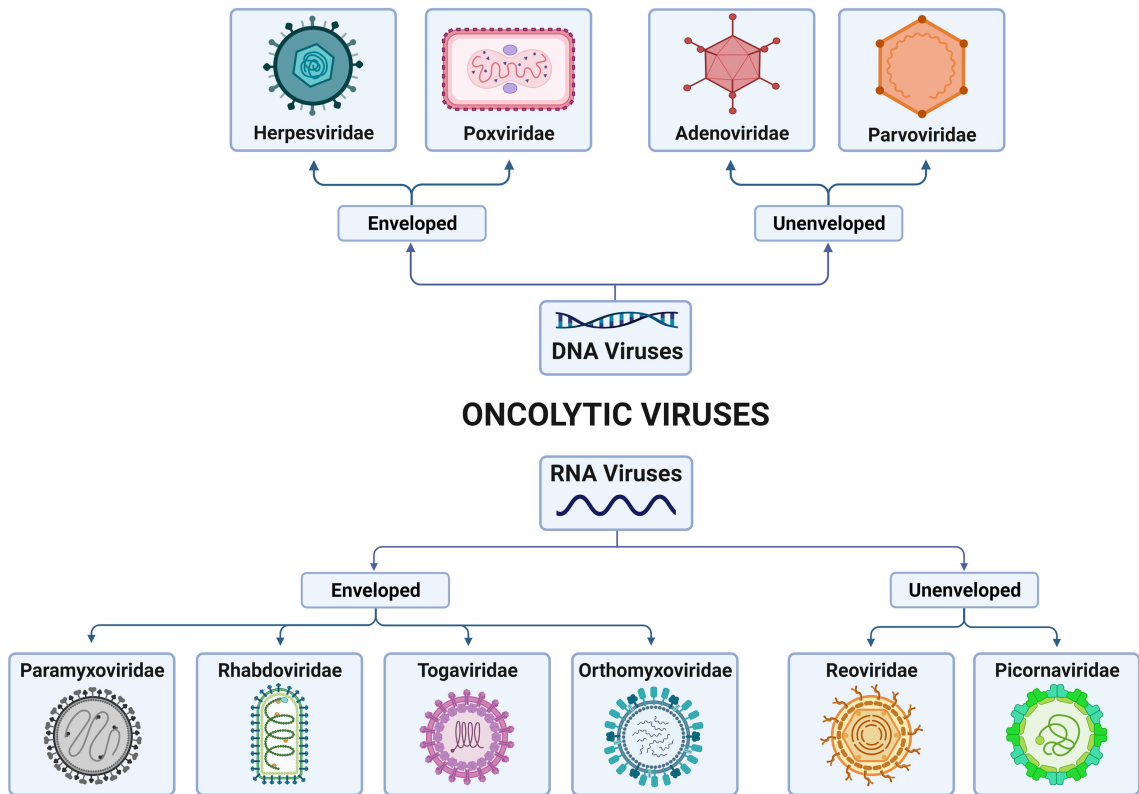 Herpesviridae
Poxviridae
Adenoviridae
Parvoviridae
Enveloped
Unenveloped
DNA Viruses
ONCOLYTIC VIRUSES
RNA Viruses
Enveloped
Unenveloped
Paramyxoviridae
Rhabdoviridae
Togaviridae
Orthomyxoviridae
Reoviridae
Picornaviridae